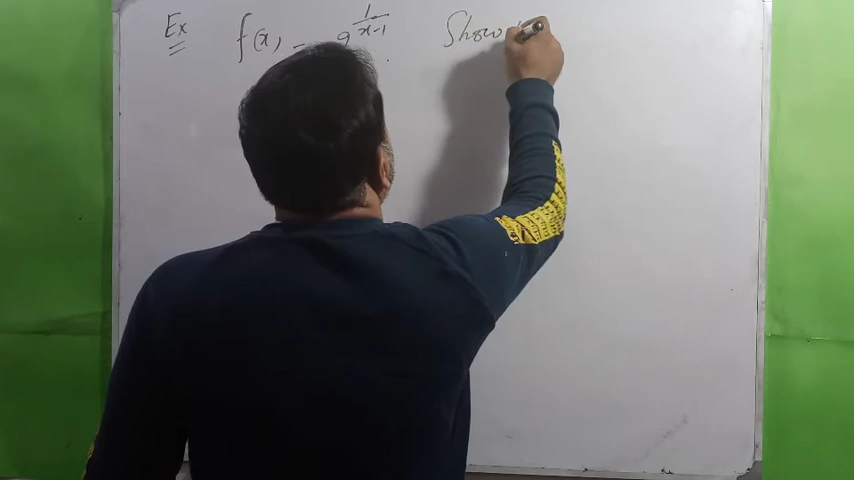 Ex f(x) = 9^{1/(x-1)} Show